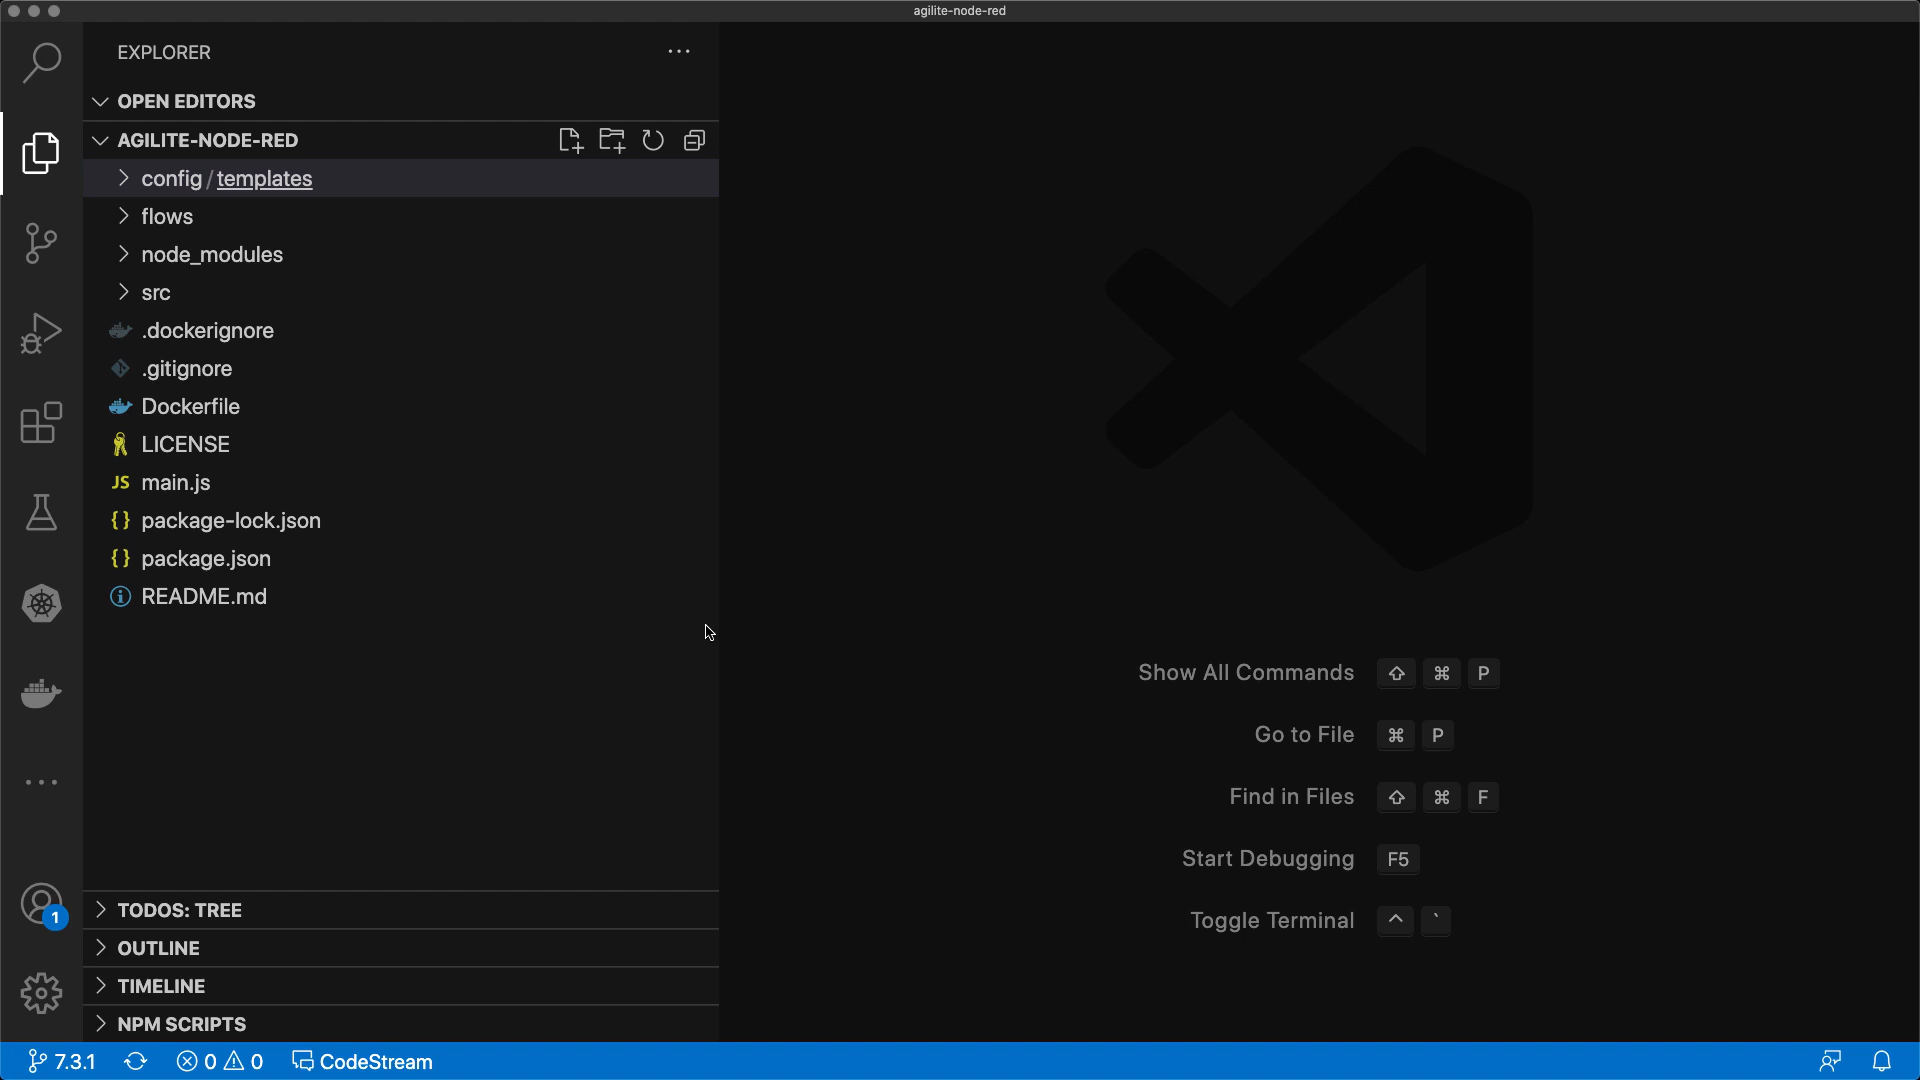 agilite-node-red
EXPLORER
OPEN EDITORS
AGILITE-NODE-RED
config / templates
flows
node_modules
src
.dockerignore
.gitignore
Dockerfile
LICENSE
JS main.js
{} package-lock.json
{} package.json
README.md
Show All Commands ⇧ ⌘ P
Go to File ⌘ P
Find in Files ⇧ ⌘ F
Start Debugging F5
Toggle Terminal ^ `
1
TODOS: TREE
OUTLINE
TIMELINE
NPM SCRIPTS
7.3.1 0 0 CodeStream